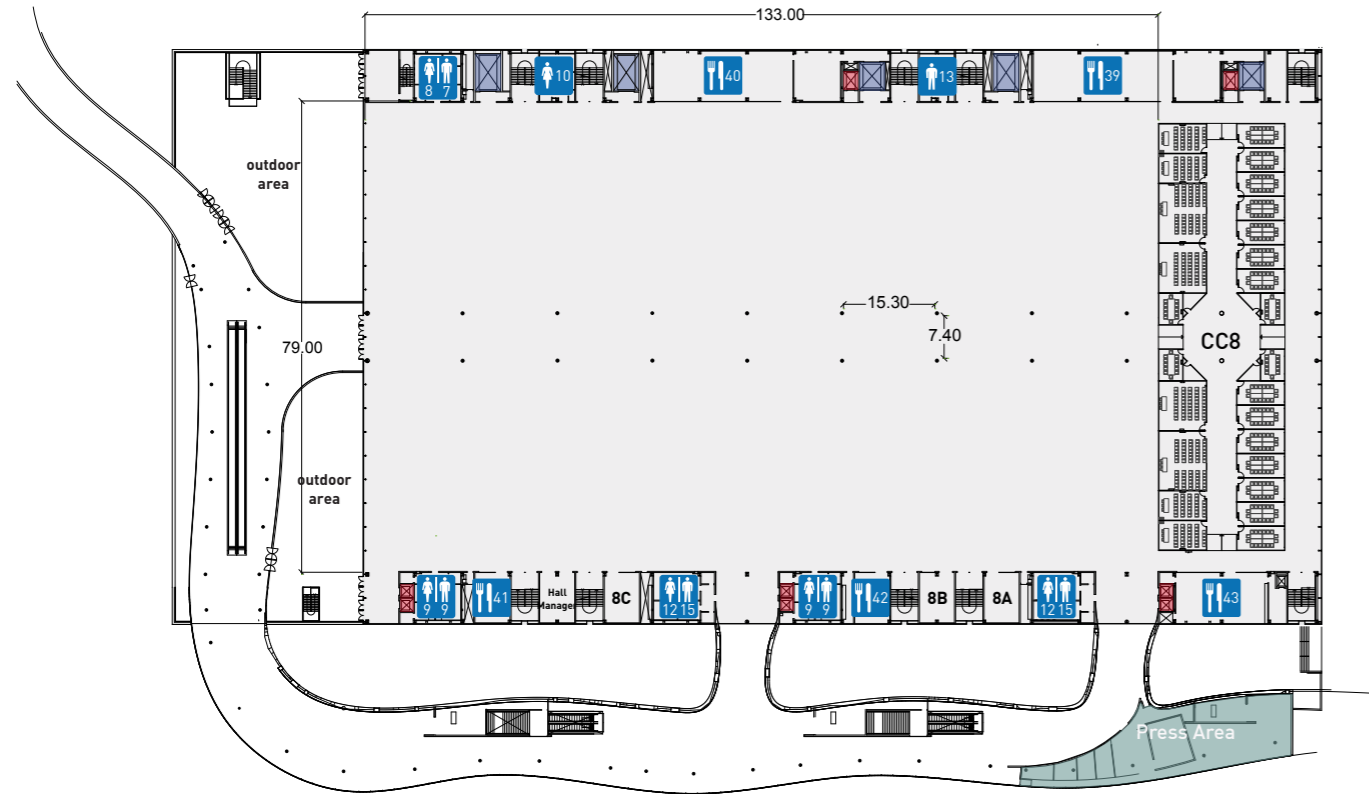 133.00
8 7
10
40
13
39
outdoor
area
15.30
7.40
79.00
CC8
outdoor
area
9 9
41
Hall
Manager
8C
12 15
9 9
42
8B
8A
12 15
43
Press Area